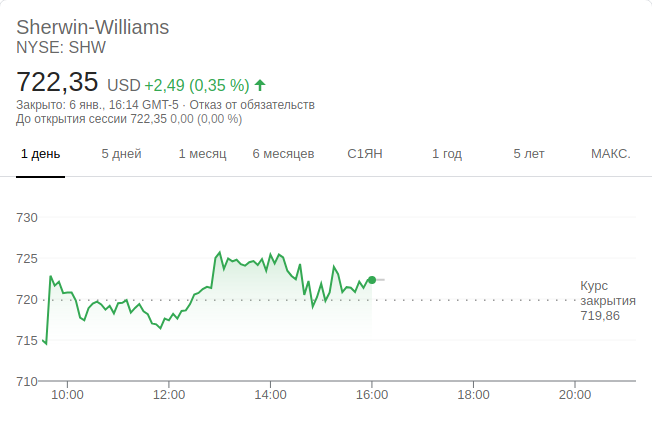 Sherwin-Williams
NYSE: SHW
722,35 USD +2,49 (0,35 %)
Закрыто: 6 янв., 16:14 GMT-5 · Отказ от обязательств
До открытия сессии 722,35 0,00 (0,00 %)
1 день 5 дней 1 месяц 6 месяцев С1ЯН 1 год 5 лет МАКС.
730
725
720
715
710
Курс
закрытия
719,86
10:00 12:00 14:00 16:00 18:00 20:00